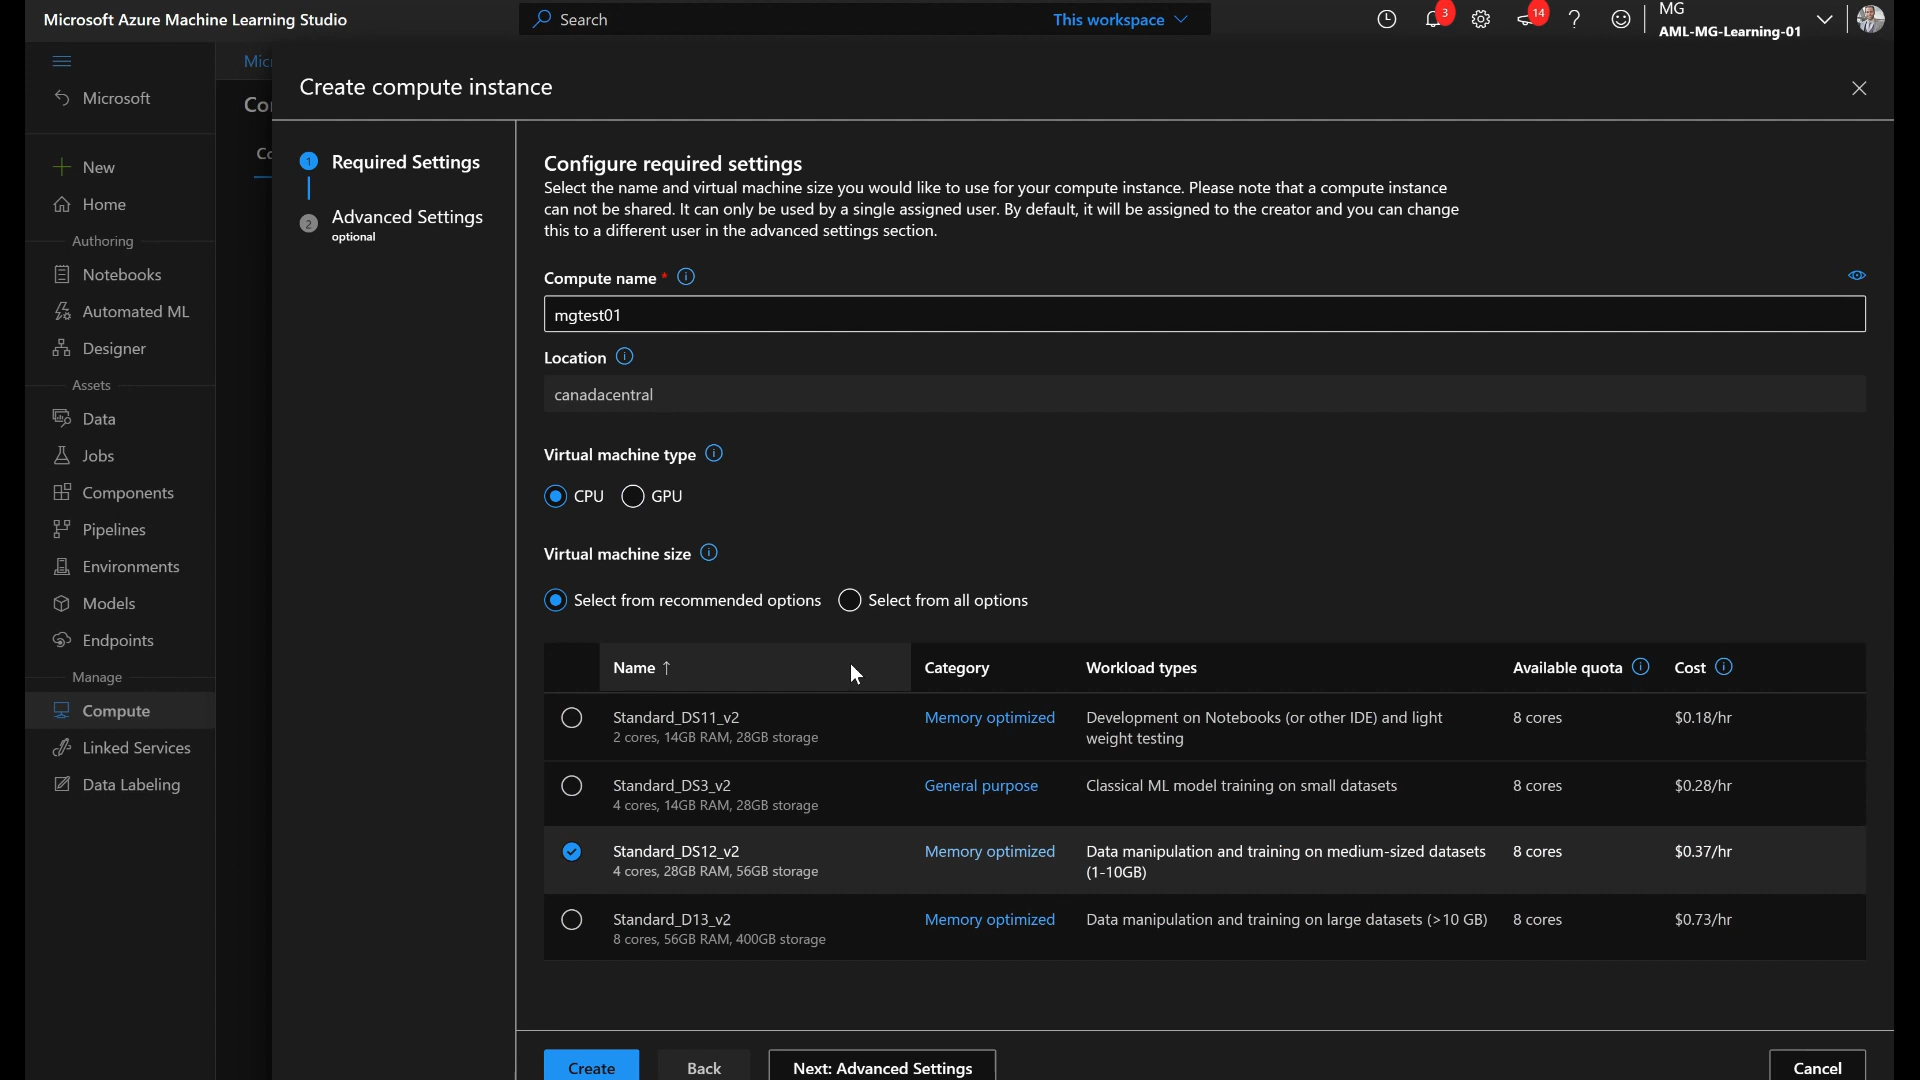 Microsoft Azure Machine Learning Studio
Search
This workspace
3
14
MG
AML-MG-Learning-01
Mic
Microsoft
Co
Co
New
Home
Authoring
Notebooks
Automated ML
Designer
Assets
Data
Jobs
Components
Pipelines
Environments
Models
Endpoints
Manage
Compute
Linked Services
Data Labeling
Create compute instance
1 Required Settings
2 Advanced Settings
optional
Configure required settings
Select the name and virtual machine size you would like to use for your compute instance. Please note that a compute instance
can not be shared. It can only be used by a single assigned user. By default, it will be assigned to the creator and you can change
this to a different user in the advanced settings section.
Compute name *
mgtest01
Location
canadacentral
Virtual machine type
CPU GPU
Virtual machine size
Select from recommended options Select from all options
Name ↑ Category Workload types Available quota Cost
Standard_DS11_v2 Memory optimized Development on Notebooks (or other IDE) and light 8 cores $0.18/hr
2 cores, 14GB RAM, 28GB storage weight testing
Standard_DS3_v2 General purpose Classical ML model training on small datasets 8 cores $0.28/hr
4 cores, 14GB RAM, 28GB storage
Standard_DS12_v2 Memory optimized Data manipulation and training on medium-sized datasets 8 cores $0.37/hr
4 cores, 28GB RAM, 56GB storage (1-10GB)
Standard_D13_v2 Memory optimized Data manipulation and training on large datasets (>10 GB) 8 cores $0.73/hr
8 cores, 56GB RAM, 400GB storage
Create Back Next: Advanced Settings Cancel